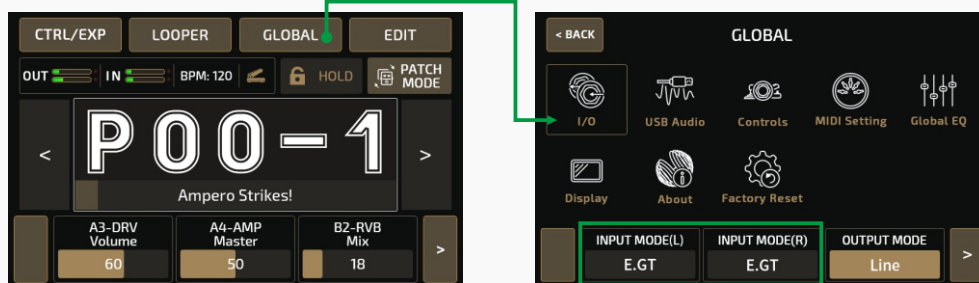 CTRL/EXP LOOPER GLOBAL EDIT
OUT IN BPM: 120 HOLD PATCH MODE
< P00-1 >
Ampero Strikes!
A3-DRV Volume A4-AMP Master B2-RVB Mix >
60 50 18
< BACK GLOBAL
I/O USB Audio Controls MIDI Setting Global EQ
Display About Factory Reset
INPUT MODE(L) INPUT MODE(R) OUTPUT MODE >
E.GT E.GT Line